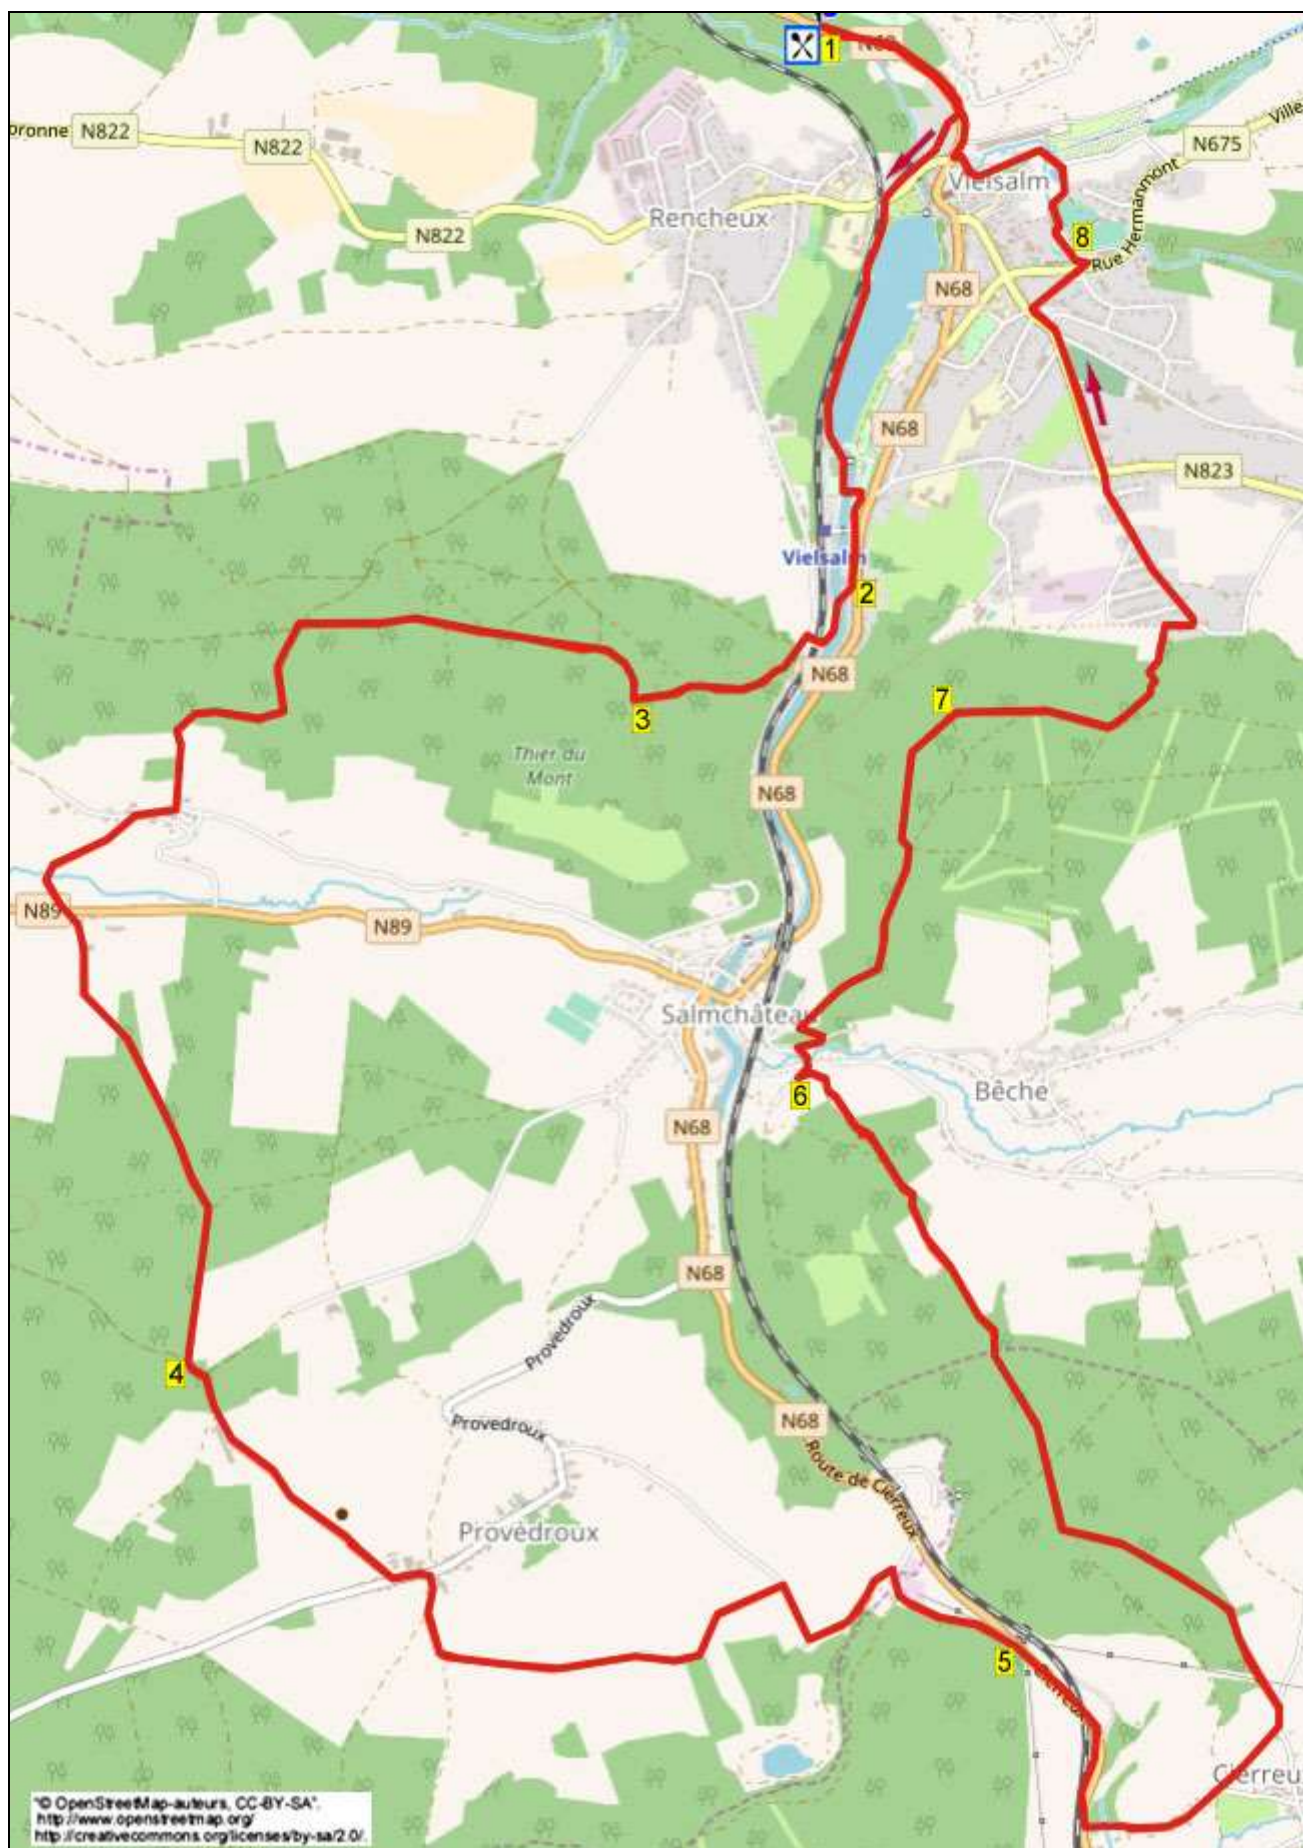 1
N68
oronne
N822
N822
N822
N675
Ville
Vielsalm
Rencheux
Rue Hermanmont
8
N68
N68
N823
Vielsalm
2
N68
3
7
Thier du
Mont
N68
N89
N89
Salmchâteau
6
Bêche
N68
N68
Provedroux
4
Provedroux
N68
Route de Cierreux
Provedroux
5
Cierreux
Cierreu
"© OpenStreetMap-auteurs, CC-BY-SA".
http://www.openstreetmap.org/
http://creativecommons.org/licenses/by-sa/2.0/.